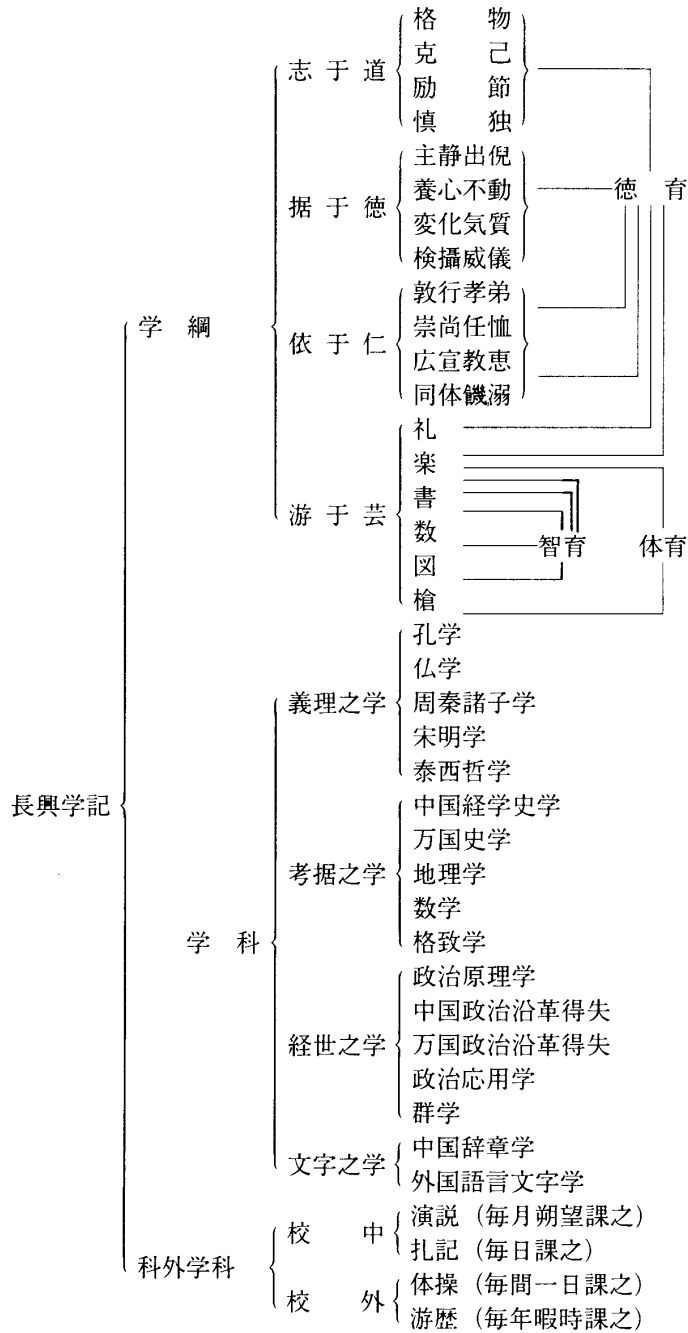 格物
克己
志于道
励節
慎独
主静出倪
養心不動
徳育
据于徳
変化気質
検攝威儀
敦行孝弟
学綱
崇尚任恤
依于仁
広宣教恵
同体饑溺
礼
楽
書
游于芸
数
智育
体育
図
槍
孔学
仏学
義理之学
周秦諸子学
宋明学
泰西哲学
長興学記
中国経学史学
万国史学
考据之学
地理学
数学
学科
格致学
政治原理学
中国政治沿革得失
経世之学
万国政治沿革得失
政治応用学
群学
中国辞章学
文字之学
外国語言文字学
演説（毎月朔望課之）
校中
札記（毎日課之）
科外学科
体操（毎間一日課之）
校外
游歴（毎年暇時課之）